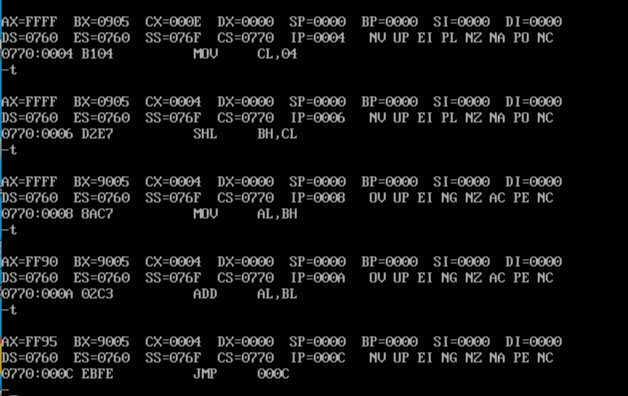 AX=FFFF  BX=0905  CX=000E  DX=0000  SP=0000  BP=0000  SI=0000  DI=0000
DS=0760  ES=0760  SS=076F  CS=0770  IP=0004   NV UP EI PL NZ NA PO NC
0770:0004 B104          MOV     CL,04
-t
AX=FFFF  BX=0905  CX=0004  DX=0000  SP=0000  BP=0000  SI=0000  DI=0000
DS=0760  ES=0760  SS=076F  CS=0770  IP=0006   NV UP EI PL NZ NA PO NC
0770:0006 D2E7          SHL     BH,CL
-t
AX=FFFF  BX=9005  CX=0004  DX=0000  SP=0000  BP=0000  SI=0000  DI=0000
DS=0760  ES=0760  SS=076F  CS=0770  IP=0008   OV UP EI NG NZ AC PE NC
0770:0008 8AC7          MOV     AL,BH
-t
AX=FF90  BX=9005  CX=0004  DX=0000  SP=0000  BP=0000  SI=0000  DI=0000
DS=0760  ES=0760  SS=076F  CS=0770  IP=000A   OV UP EI NG NZ AC PE NC
0770:000A 02C3          ADD     AL,BL
-t
AX=FF95  BX=9005  CX=0004  DX=0000  SP=0000  BP=0000  SI=0000  DI=0000
DS=0760  ES=0760  SS=076F  CS=0770  IP=000C   NV UP EI NG NZ NA PE NC
0770:000C EBFE          JMP     000C
-